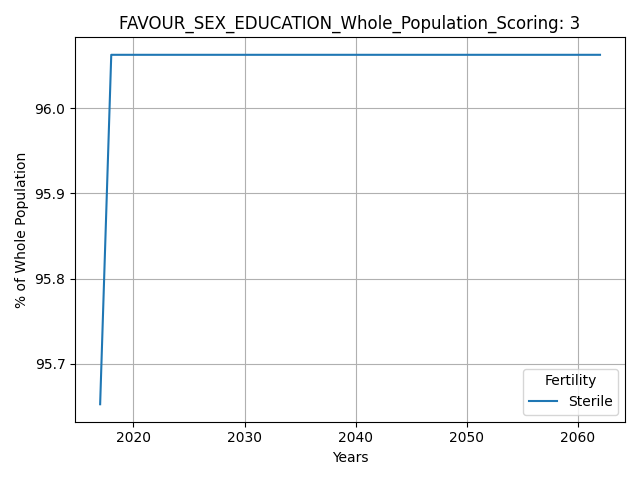 FAVOUR_SEX_EDUCATION_Whole_Population_Scoring: 3
% of Whole Population
96.0
95.9
95.8
95.7
Fertility
Sterile
2020 2030 2040 2050 2060
Years